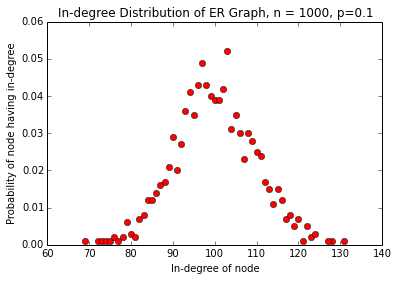 In-degree Distribution of ER Graph, n = 1000, p=0.1
0.06
0.05
0.04
0.03
0.02
0.01
0.00
Probability of node having in-degree
60 70 80 90 100 110 120 130 140
In-degree of node